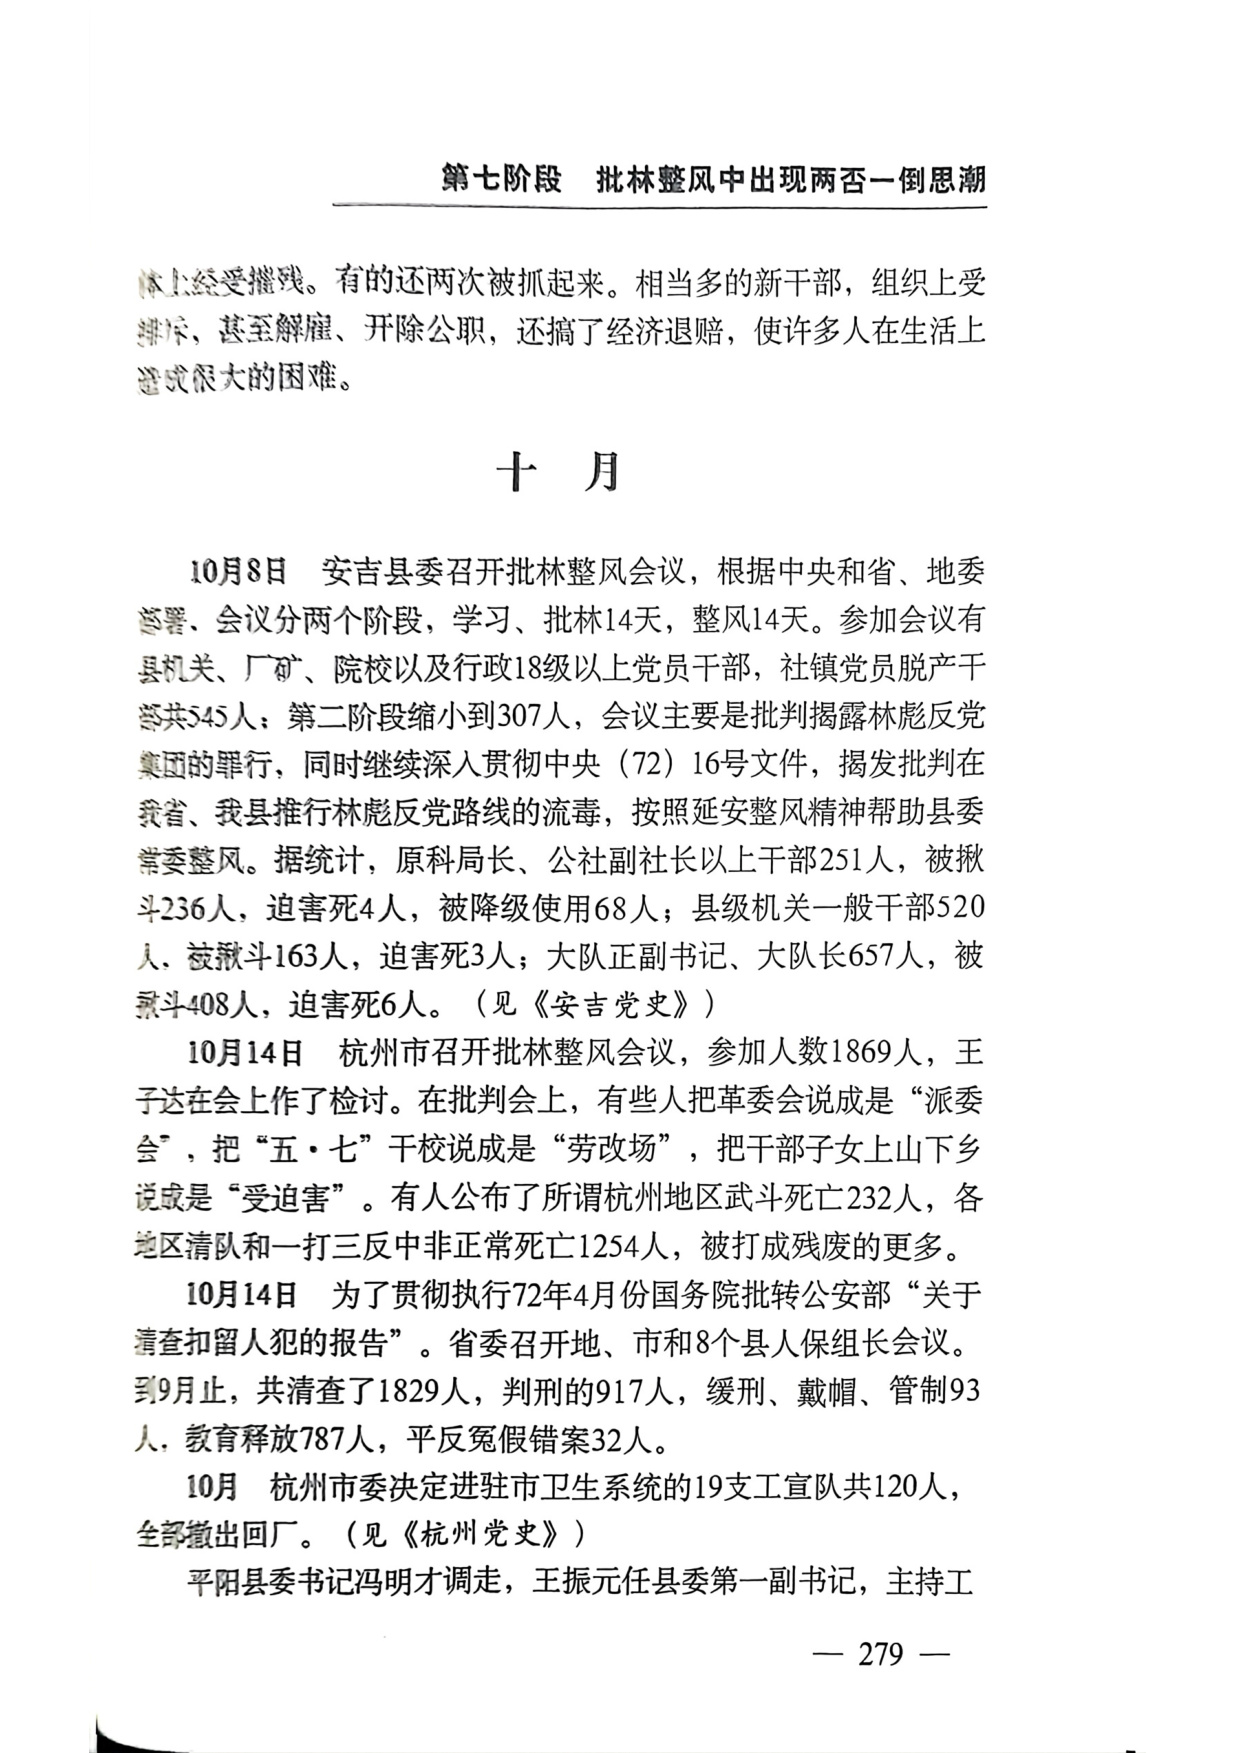 第七阶段　批林整风中出现两否一倒思潮
体上经受摧残。有的还两次被抓起来。相当多的新干部，组织上受
排斥、甚至解雇、开除公职，还搞了经济退赔，使许多人在生活上
造成很大的困难。
十　月
10月8日　安吉县委召开批林整风会议，根据中央和省、地委
部署、会议分两个阶段，学习、批林14天，整风14天。参加会议有
县机关、厂矿、院校以及行政18级以上党员干部，社镇党员脱产干
部共545人；第二阶段缩小到307人，会议主要是批判揭露林彪反党
集团的罪行，同时继续深入贯彻中央（72）16号文件，揭发批判在
我省、我县推行林彪反党路线的流毒，按照延安整风精神帮助县委
常委整风。据统计，原科局长、公社副社长以上干部251人，被揪
斗236人，迫害死4人，被降级使用68人；县级机关一般干部520
人，被揪斗163人，迫害死3人；大队正副书记、大队长657人，被
揪斗408人，迫害死6人。（见《安吉党史》）
10月14日　杭州市召开批林整风会议，参加人数1869人，王
子达在会上作了检讨。在批判会上，有些人把革委会说成是“派委
会”，把“五·七”干校说成是“劳改场”，把干部子女上山下乡
说成是“受迫害”。有人公布了所谓杭州地区武斗死亡232人，各
地区清队和一打三反中非正常死亡1254人，被打成残废的更多。
10月14日　为了贯彻执行72年4月份国务院批转公安部“关于
清查扣留人犯的报告”。省委召开地、市和8个县人保组长会议。
到9月止，共清查了1829人，判刑的917人，缓刑、戴帽、管制93
人，教育释放787人，平反冤假错案32人。
10月　杭州市委决定进驻市卫生系统的19支工宣队共120人，
全部撤出回厂。（见《杭州党史》）
平阳县委书记冯明才调走，王振元任县委第一副书记，主持工
— 279 —